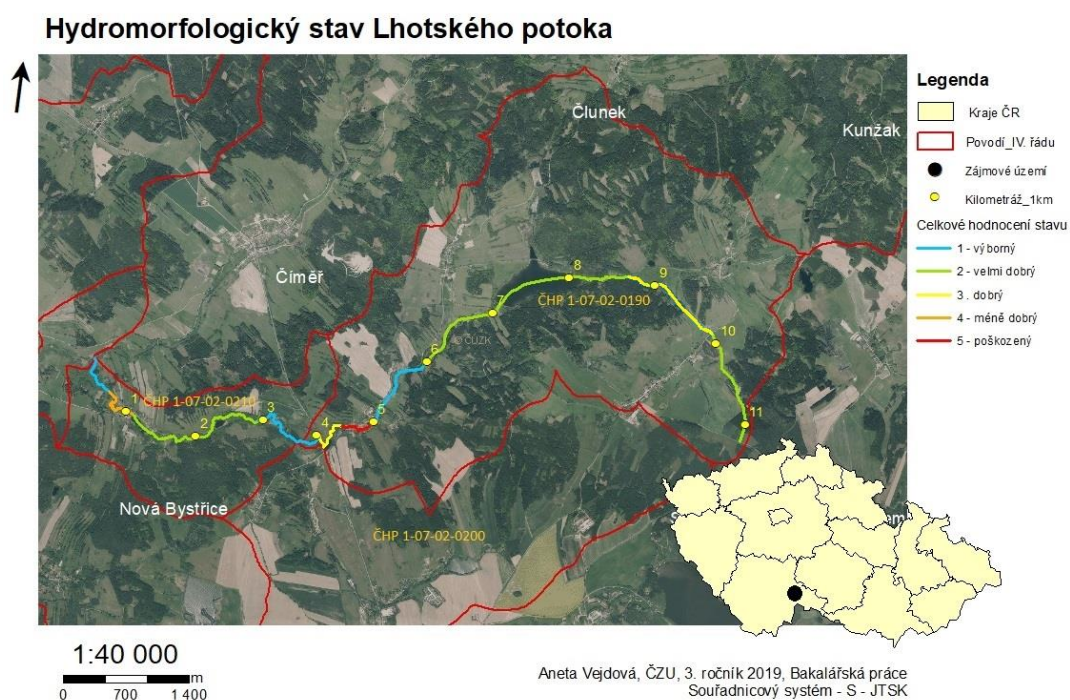 Hydromorfologický stav Lhotského potoka
Člunek
Kunžak
Číměř
Nová Bystřice
ČHP 1-07-02-0190
ČHP 1-07-02-0210
ČHP 1-07-02-0200
© ČÚZK
1
2
3
4
5
6
7
8
9
10
11
Legenda
Kraje ČR
Povodí_IV. řádu
Zájmové území
Kilometráž_1km
Celkové hodnocení stavu
1 - výborný
2 - velmi dobrý
3. dobrý
4 - méně dobrý
5 - poškozený
1:40 000
0 700 1 400 m
Aneta Vejdová, ČZU, 3. ročník 2019, Bakalářská práce
Souřadnicový systém - S - JTSK